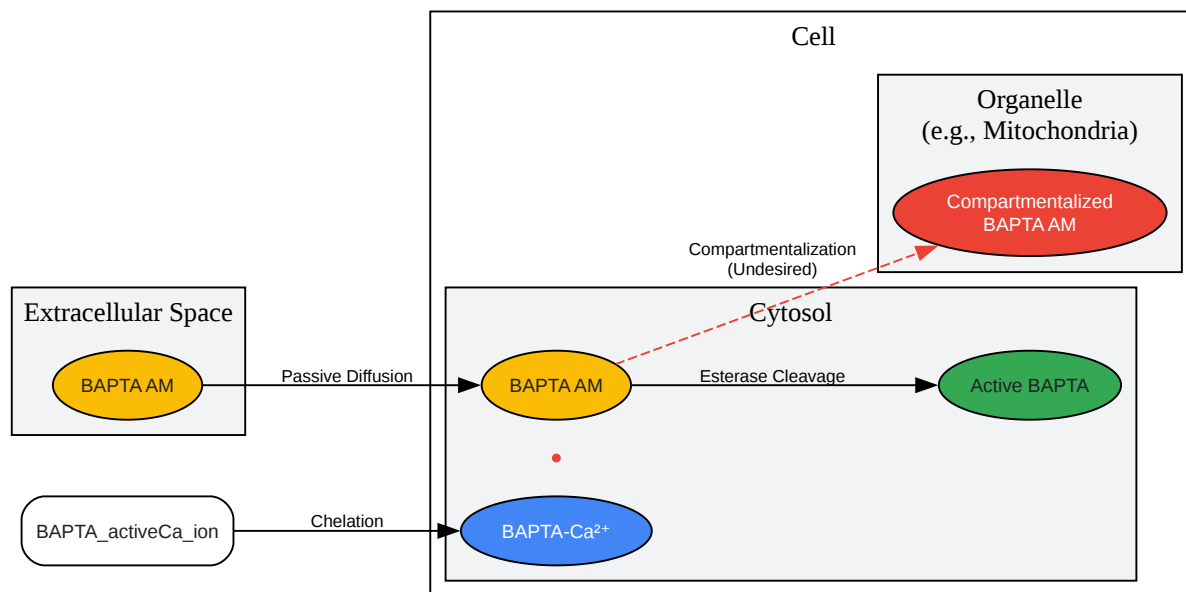 Cell
Organelle
(e.g., Mitochondria)
Compartmentalized
BAPTA AM
Compartmentalization
(Undesired)
Extracellular Space
Cytosol
BAPTA AM
Passive Diffusion
BAPTA AM
Esterase Cleavage
Active BAPTA
BAPTA_activeCa_ion
Chelation
BAPTA-Ca²⁺